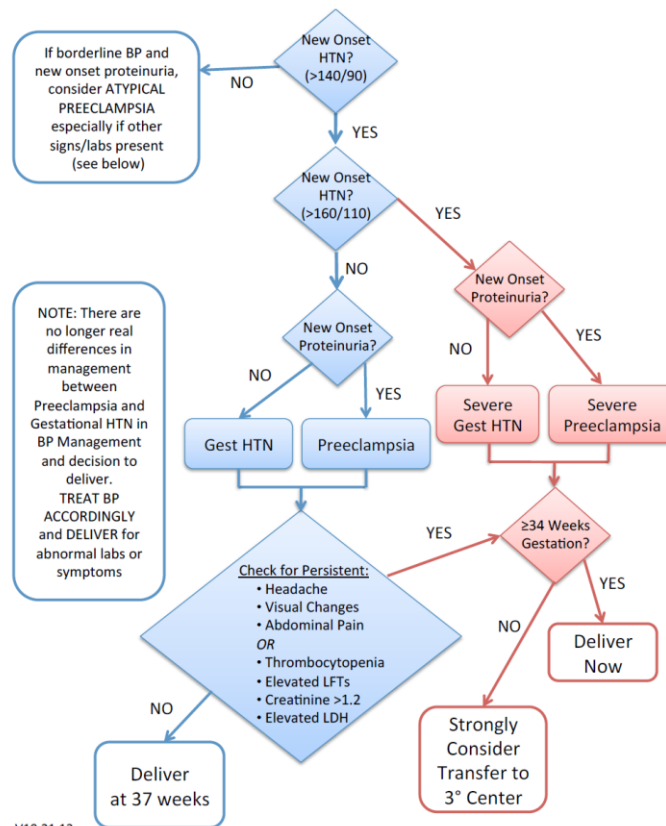 New Onset
HTN?
(>140/90)
If borderline BP and
new onset proteinuria,
consider ATYPICAL
PREECLAMPSIA
especially if other
signs/labs present
(see below)
NO
YES
New Onset
HTN?
(>160/110)
YES
NO
New Onset
Proteinuria?
NO
YES
Severe
Gest HTN
Severe
Preeclampsia
NOTE: There are
no longer real
differences in
management
between
Preeclampsia and
Gestational HTN in
BP Management
and decision to
deliver.
TREAT BP
ACCORDINGLY
and DELIVER for
abnormal labs or
symptoms
New Onset
Proteinuria?
NO
YES
Gest HTN
Preeclampsia
Check for Persistent:
• Headache
• Visual Changes
• Abdominal Pain
OR
• Thrombocytopenia
• Elevated LFTs
• Creatinine >1.2
• Elevated LDH
YES
≥34 Weeks
Gestation?
YES
NO
Deliver
Now
Strongly
Consider
Transfer to
3° Center
NO
Deliver
at 37 weeks